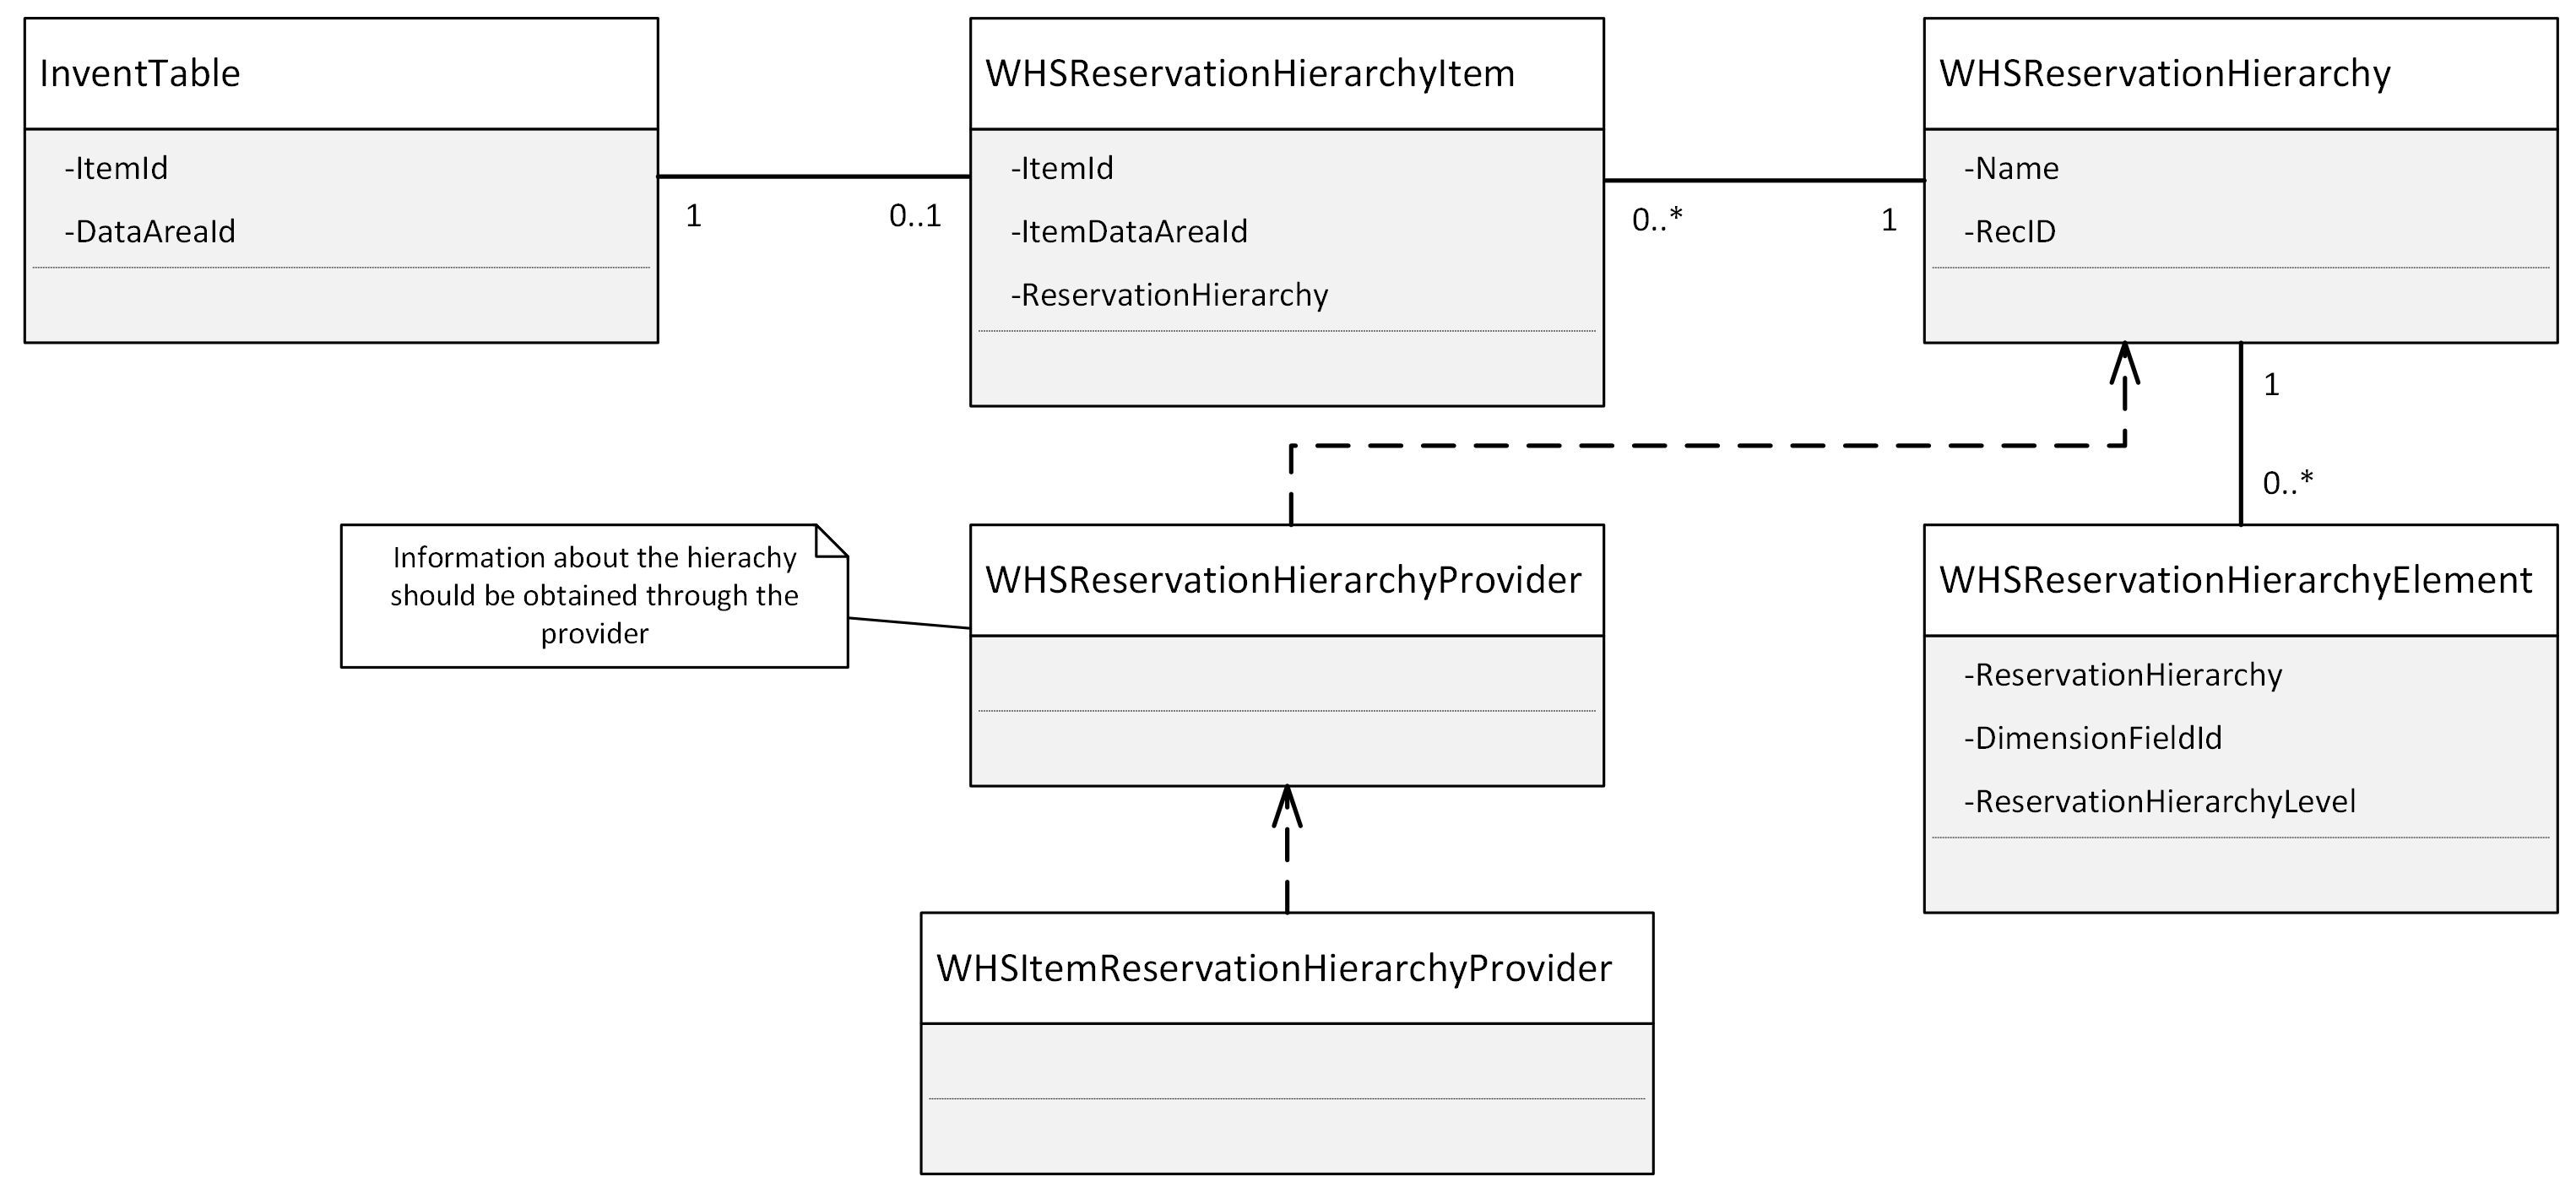 InventTable
-ItemId
-DataAreaId
1
0..1
WHSReservationHierarchyItem
-ItemId
-ItemDataAreaId
-ReservationHierarchy
0..*
1
WHSReservationHierarchy
-Name
-RecID
1
0..*
Information about the hierachy
should be obtained through the
provider
WHSReservationHierarchyProvider
WHSReservationHierarchyElement
-ReservationHierarchy
-DimensionFieldId
-ReservationHierarchyLevel
WHSItemReservationHierarchyProvider